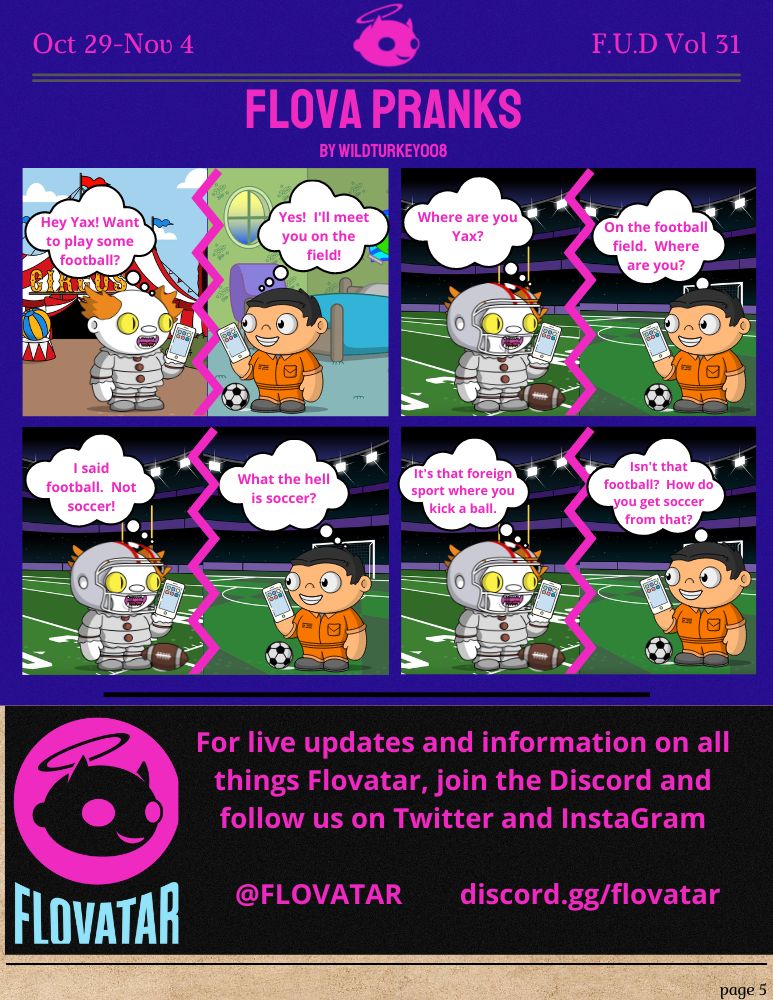 Oct 29-Nov 4
F.U.D Vol 31
FLOVA PRANKS
BY WILDTURKEY008
Hey Yax! Want
to play some
football?
Yes! I'll meet
you on the
field!
CIRCUS
Where are you
Yax?
On the football
field. Where
are you?
I said
football. Not
soccer!
What the hell
is soccer?
It's that foreign
sport where you
kick a ball.
Isn't that
football? How do
you get soccer
from that?
For live updates and information on all
things Flovatar, join the Discord and
follow us on Twitter and InstaGram
@FLOVATAR
discord.gg/flovatar
FLOVATAR
page 5